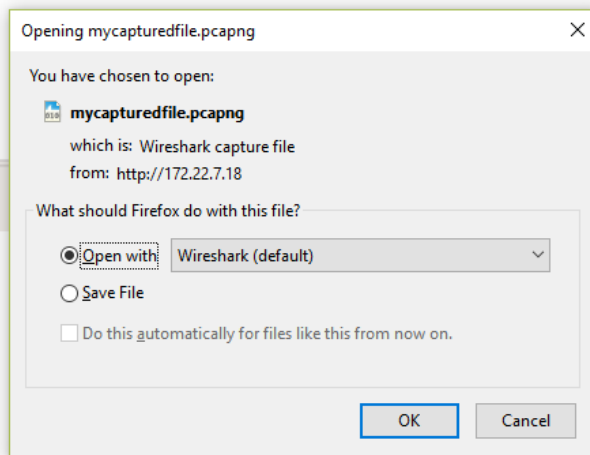 Opening mycapturedfile.pcapng
You have chosen to open:
mycapturedfile.pcapng
which is: Wireshark capture file
from: http://172.22.7.18
What should Firefox do with this file?
Open with Wireshark (default)
Save File
Do this automatically for files like this from now on.
OK Cancel